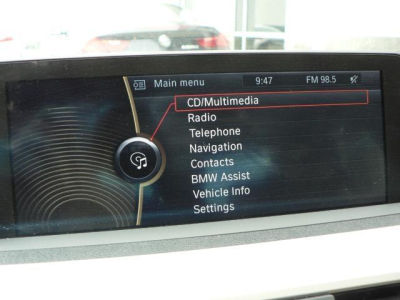 Main menu 9:47 FM 98.5
CD/Multimedia
Radio
Telephone
Navigation
Contacts
BMW Assist
Vehicle Info
Settings